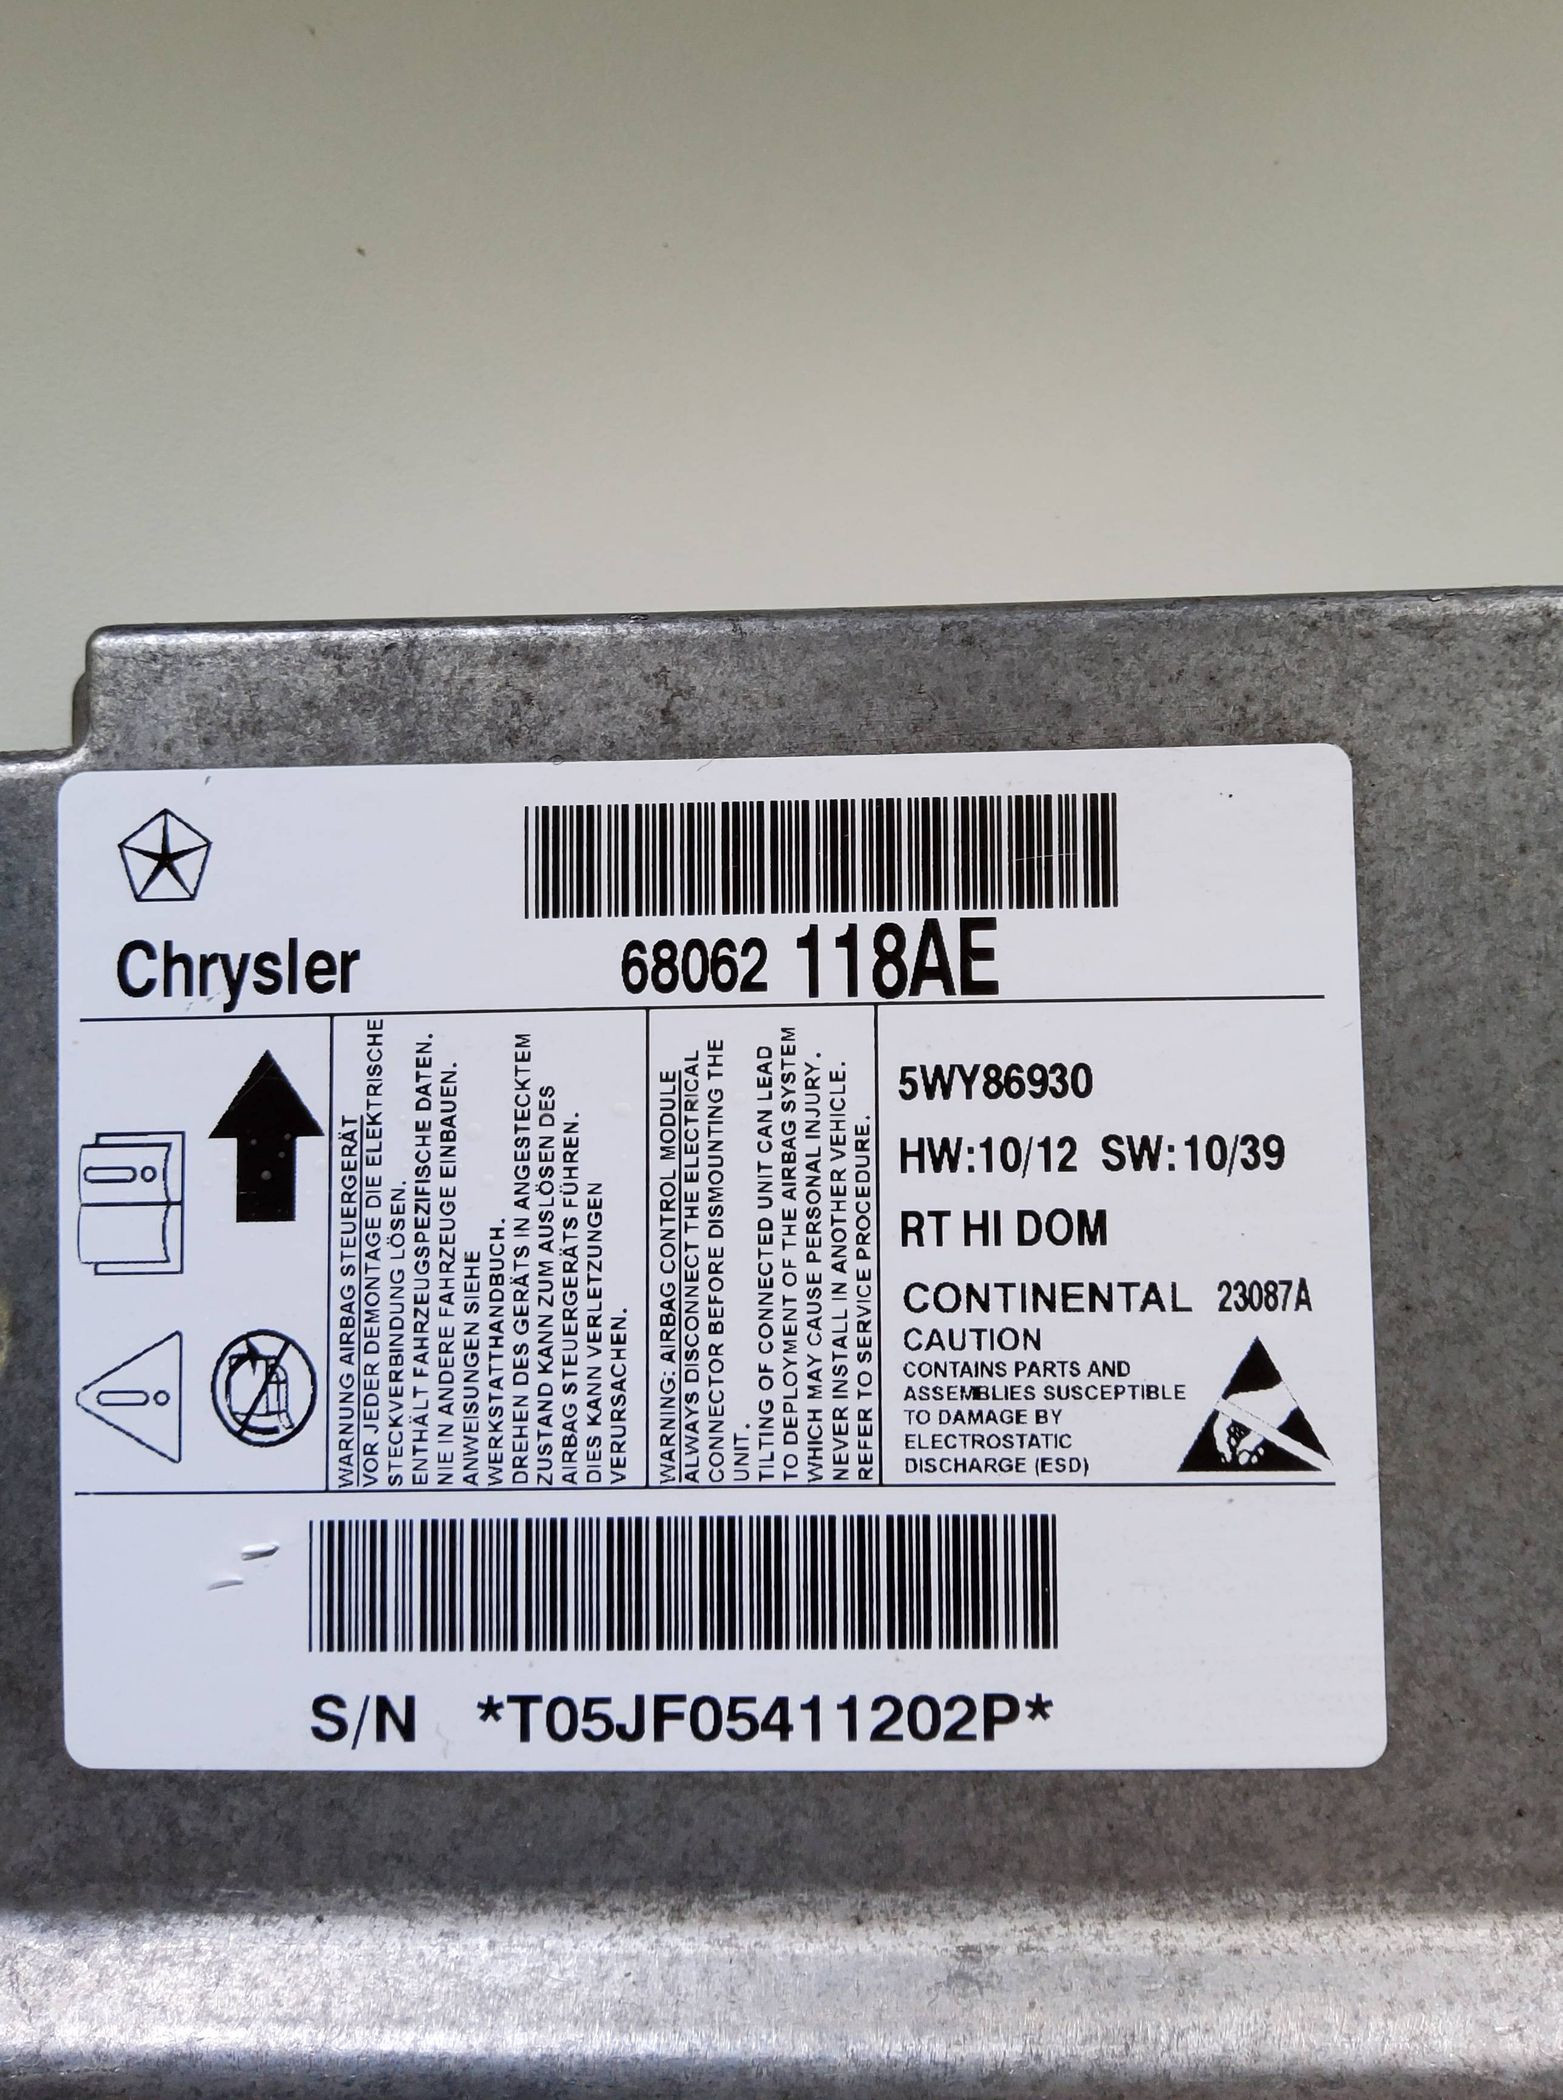 Chrysler
68062 118AE
WARNUNG AIRBAG STEUERGERÄT
VOR JEDER DEMONTAGE DIE ELEKTRISCHE
STECKVERBINDUNG LÖSEN.
ENTHÄLT FAHRZEUGSPEZIFISCHE DATEN.
NIE IN ANDERE FAHRZEUGE EINBAUEN.
ANWEISUNGEN SIEHE
WERKSTATTHANDBUCH.
DREHEN DES GERÄTS IN ANGESTECKTEM
ZUSTAND KANN ZUM AUSLÖSEN DES
AIRBAG STEUERGERÄTS FÜHREN.
DIES KANN VERLETZUNGEN
VERURSACHEN.
WARNING: AIRBAG CONTROL MODULE
ALWAYS DISCONNECT THE ELECTRICAL
CONNECTOR BEFORE DISMOUNTING THE
UNIT.
TILTING OF CONNECTED UNIT CAN LEAD
TO DEPLOYMENT OF THE AIRBAG SYSTEM
WHICH MAY CAUSE PERSONAL INJURY.
NEVER INSTALL IN ANOTHER VEHICLE.
REFER TO SERVICE PROCEDURE.
5WY86930
HW:10/12 SW:10/39
RT HI DOM
CONTINENTAL 23087A
CAUTION
CONTAINS PARTS AND
ASSEMBLIES SUSCEPTIBLE
TO DAMAGE BY
ELECTROSTATIC
DISCHARGE (ESD)
S/N *T05JF05411202P*